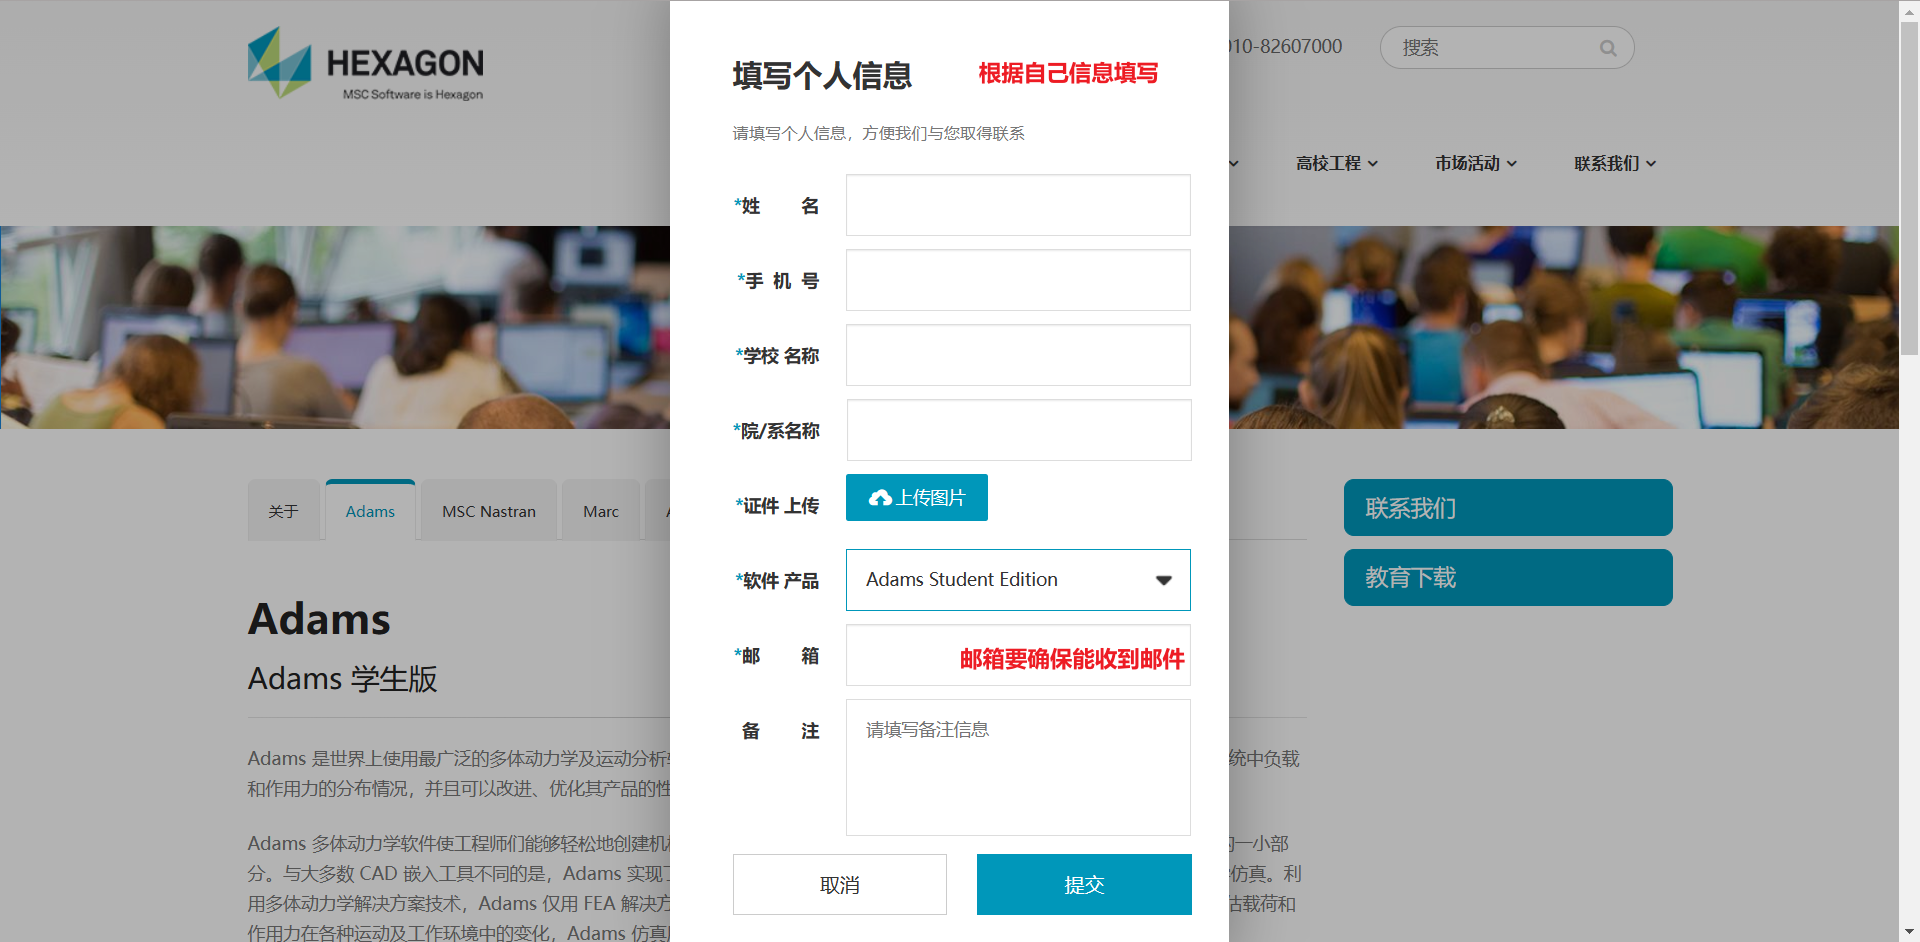 HEXAGON
MSC Software is Hexagon
010-82607000
搜索
高校工程
市场活动
联系我们
填写个人信息
根据自己信息填写
请填写个人信息，方便我们与您取得联系
*姓 名
*手 机 号
*学校 名称
*院/系名称
*证件 上传
上传图片
*软件 产品
Adams Student Edition
*邮 箱
邮箱要确保能收到邮件
备 注
请填写备注信息
取消
提交
关于
Adams
MSC Nastran
Marc
联系我们
教育下载
Adams
Adams 学生版
Adams 是世界上使用最广泛的多体动力学及运动分析 统中负载
和作用力的分布情况，并且可以改进、优化其产品的性
Adams 多体动力学软件使工程师们能够轻松地创建机 一小部
分。与大多数 CAD 嵌入工具不同的是，Adams 实现 仿真。利
用多体动力学解决方案技术，Adams 仅用 FEA 解决方 估载荷和
作用力在各种运动及工作环境中的变化，Adams 仿真